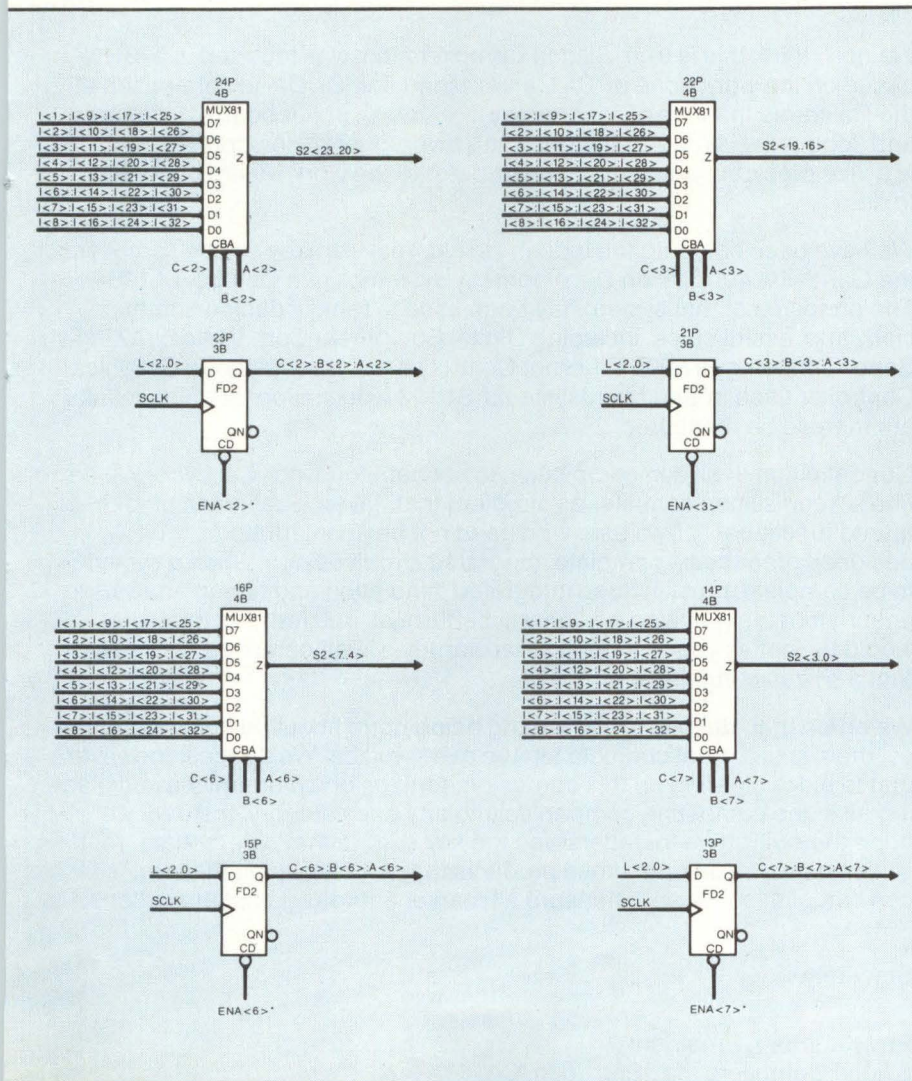 24P
4B
MUX81
I<1>:I<9>:I<17>:I<25> D7
I<2>:I<10>:I<18>:I<26> D6
I<3>:I<11>:I<19>:I<27> D5
I<4>:I<12>:I<20>:I<28> D4
I<5>:I<13>:I<21>:I<29> D3
I<6>:I<14>:I<22>:I<30> D2
I<7>:I<15>:I<23>:I<31> D1
I<8>:I<16>:I<24>:I<32> D0
Z S2<23..20>
CBA
C<2> A<2>
B<2>
22P
4B
MUX81
I<1>:I<9>:I<17>:I<25> D7
I<2>:I<10>:I<18>:I<26> D6
I<3>:I<11>:I<19>:I<27> D5
I<4>:I<12>:I<20>:I<28> D4
I<5>:I<13>:I<21>:I<29> D3
I<6>:I<14>:I<22>:I<30> D2
I<7>:I<15>:I<23>:I<31> D1
I<8>:I<16>:I<24>:I<32> D0
Z S2<19..16>
CBA
C<3> A<3>
B<3>
23P
3B
L<2..0> D Q C<2>:B<2>:A<2>
FD2
SCLK
QN
CD
ENA<2>*
21P
3B
L<2..0> D Q C<3>:B<3>:A<3>
FD2
SCLK
QN
CD
ENA<3>*
16P
4B
MUX81
I<1>:I<9>:I<17>:I<25> D7
I<2>:I<10>:I<18>:I<26> D6
I<3>:I<11>:I<19>:I<27> D5
I<4>:I<12>:I<20>:I<28> D4
I<5>:I<13>:I<21>:I<29> D3
I<6>:I<14>:I<22>:I<30> D2
I<7>:I<15>:I<23>:I<31> D1
I<8>:I<16>:I<24>:I<32> D0
Z S2<7..4>
CBA
C<6> A<6>
B<6>
14P
4B
MUX81
I<1>:I<9>:I<17>:I<25> D7
I<2>:I<10>:I<18>:I<26> D6
I<3>:I<11>:I<19>:I<27> D5
I<4>:I<12>:I<20>:I<28> D4
I<5>:I<13>:I<21>:I<29> D3
I<6>:I<14>:I<22>:I<30> D2
I<7>:I<15>:I<23>:I<31> D1
I<8>:I<16>:I<24>:I<32> D0
Z S2<3..0>
CBA
C<7> A<7>
B<7>
15P
3B
L<2..0> D Q C<6>:B<6>:A<6>
FD2
SCLK
QN
CD
ENA<6>*
13P
3B
L<2..0> D Q C<7>:B<7>:A<7>
FD2
SCLK
QN
CD
ENA<7>*